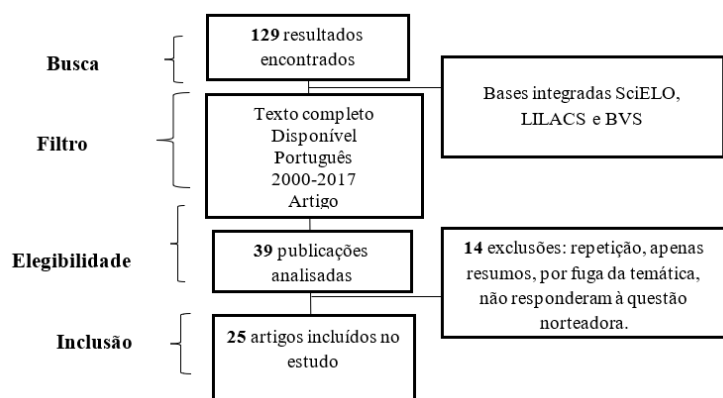 Busca
129 resultados
encontrados
Bases integradas SciELO,
LILACS e BVS
Filtro
Texto completo
Disponível
Português
2000-2017
Artigo
Elegibilidade
39 publicações
analisadas
14 exclusões: repetição, apenas
resumos, por fuga da temática,
não responderam à questão
norteadora.
Inclusão
25 artigos incluídos no
estudo